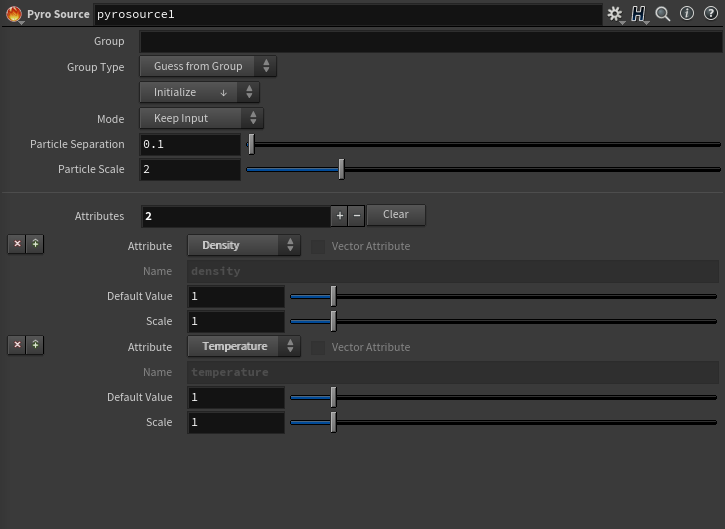 Pyro Source pyrosource1
Group
Group Type Guess from Group
Initialize ↓
Mode Keep Input
Particle Separation 0.1
Particle Scale 2
Attributes 2 + − Clear
Attribute Density Vector Attribute
Name density
Default Value 1
Scale 1
Attribute Temperature Vector Attribute
Name temperature
Default Value 1
Scale 1